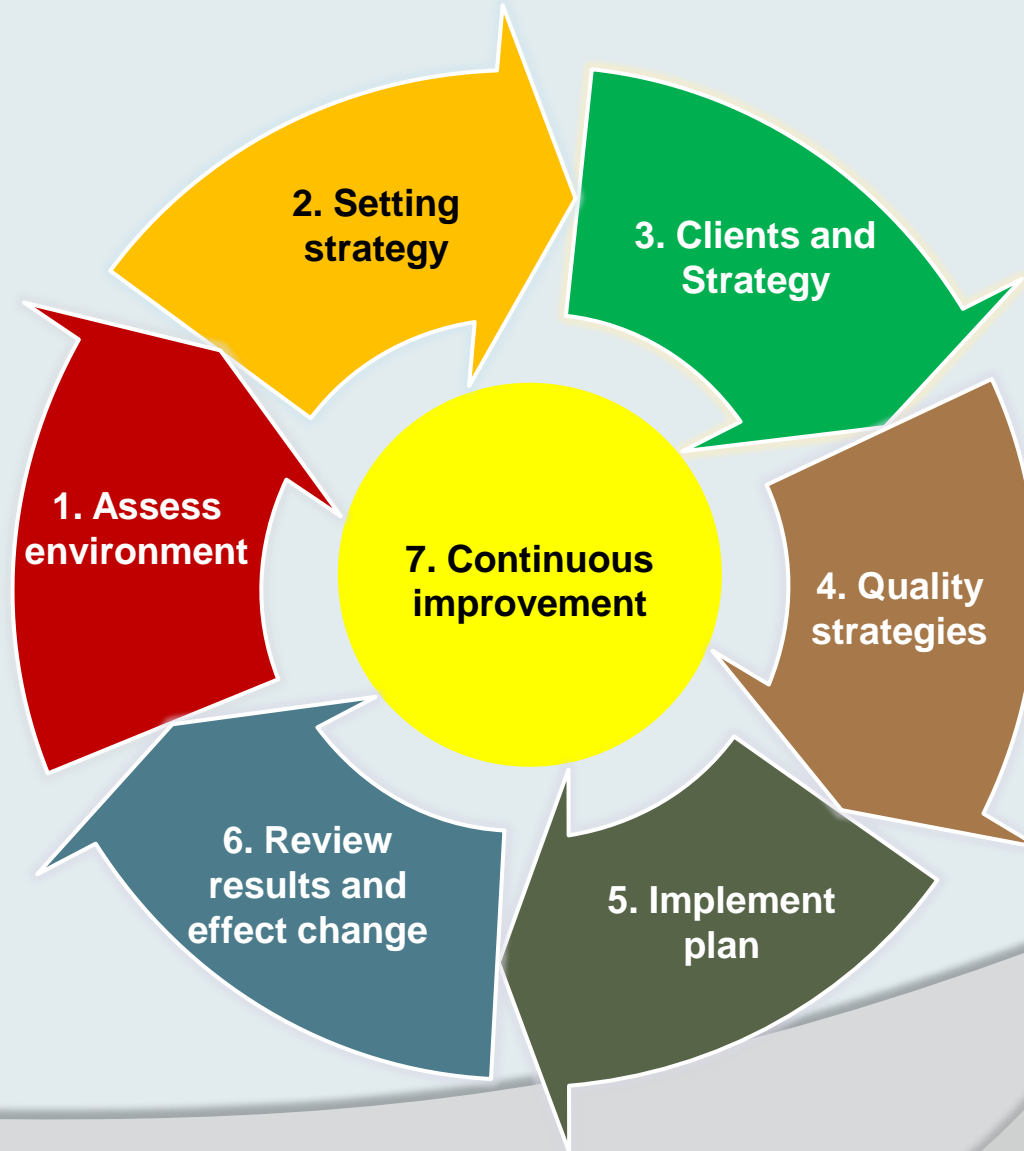 1. Assess
environment
2. Setting
strategy
3. Clients and
Strategy
4. Quality
strategies
5. Implement
plan
6. Review
results and
effect change
7. Continuous
improvement